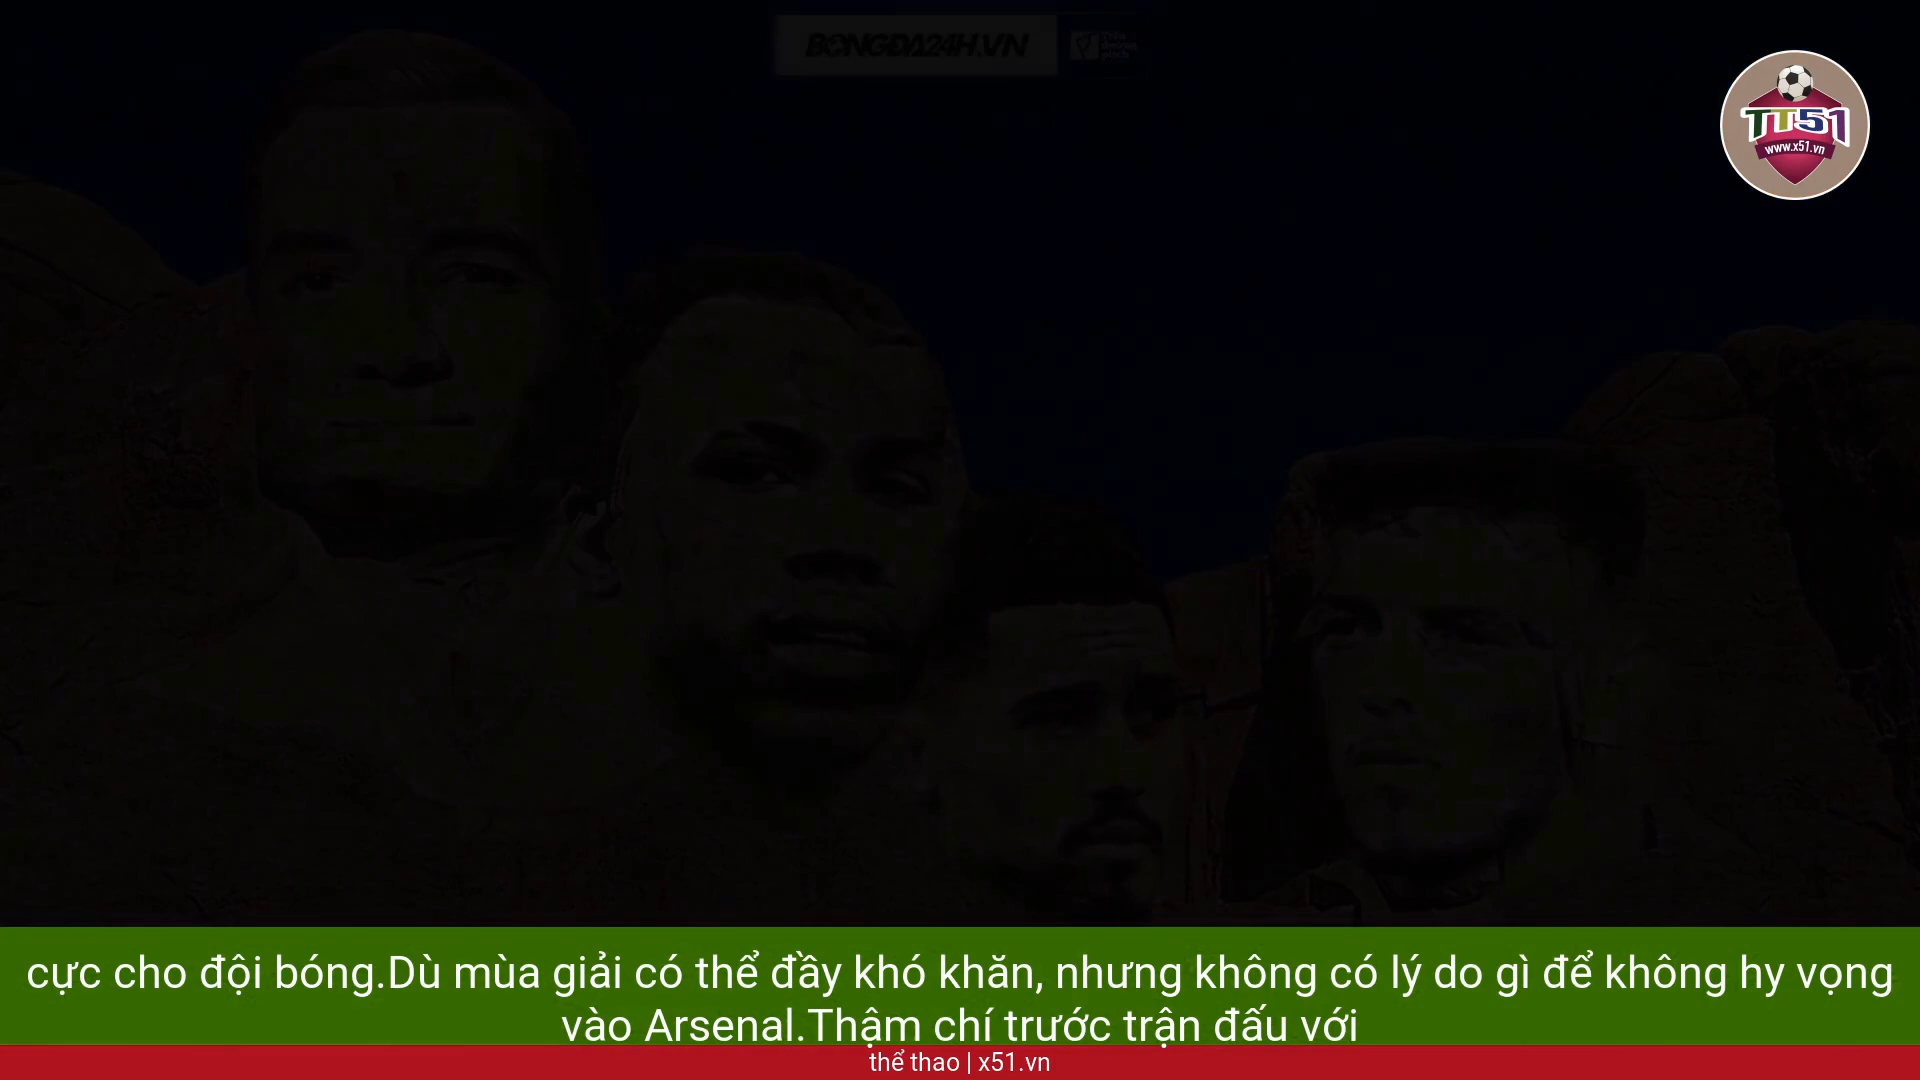 BONGDA24H.VN
TT51
www.x51.vn
cực cho đội bóng.Dù mùa giải có thể đầy khó khăn, nhưng không có lý do gì để không hy vọng
vào Arsenal.Thậm chí trước trận đấu với
thể thao | x51.vn